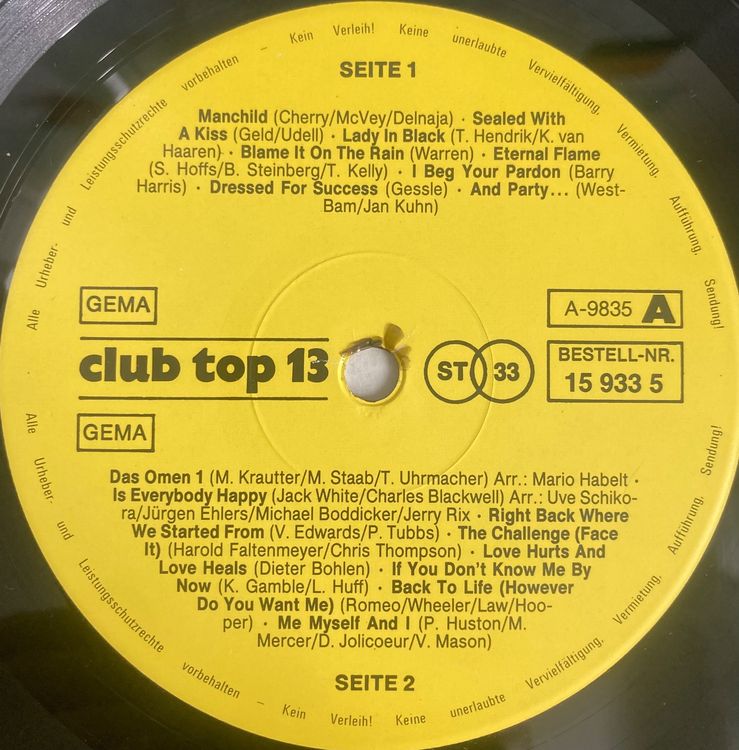 Alle Urheber- und Leistungsschutzrechte vorbehalten – Kein Verleih! Keine unerlaubte Vervielfältigung, Vermietung, Aufführung, Sendung!
SEITE 1
Manchild (Cherry/McVey/Delnaja) · Sealed With
A Kiss (Geld/Udell) · Lady In Black (T. Hendrik/K. van
Haaren) · Blame It On The Rain (Warren) · Eternal Flame
(S. Hoffs/B. Steinberg/T. Kelly) · I Beg Your Pardon (Barry
Harris) · Dressed For Success (Gessle) · And Party... (West-
Bam/Jan Kuhn)
GEMA
A-9835 A
club top 13
ST 33
BESTELL-NR.
15 933 5
GEMA
Das Omen 1 (M. Krautter/M. Staab/T. Uhrmacher) Arr.: Mario Habelt ·
Is Everybody Happy (Jack White/Charles Blackwell) Arr.: Uve Schiko-
ra/Jürgen Ehlers/Michael Boddicker/Jerry Rix) · Right Back Where
We Started From (V. Edwards/P. Tubbs) · The Challenge (Face
It) (Harold Faltenmeyer/Chris Thompson) · Love Hurts And
Love Heals (Dieter Bohlen) · If You Don't Know Me By
Now (K. Gamble/L. Huff) · Back To Life (However
Do You Want Me) (Romeo/Wheeler/Law/Hoo-
per) · Me Myself And I (P. Huston/M.
Mercer/D. Jolicoeur/V. Mason)
SEITE 2
Alle Urheber- und Leistungsschutzrechte vorbehalten – Kein Verleih! Keine unerlaubte Vervielfältigung, Vermietung, Aufführung, Sendung!